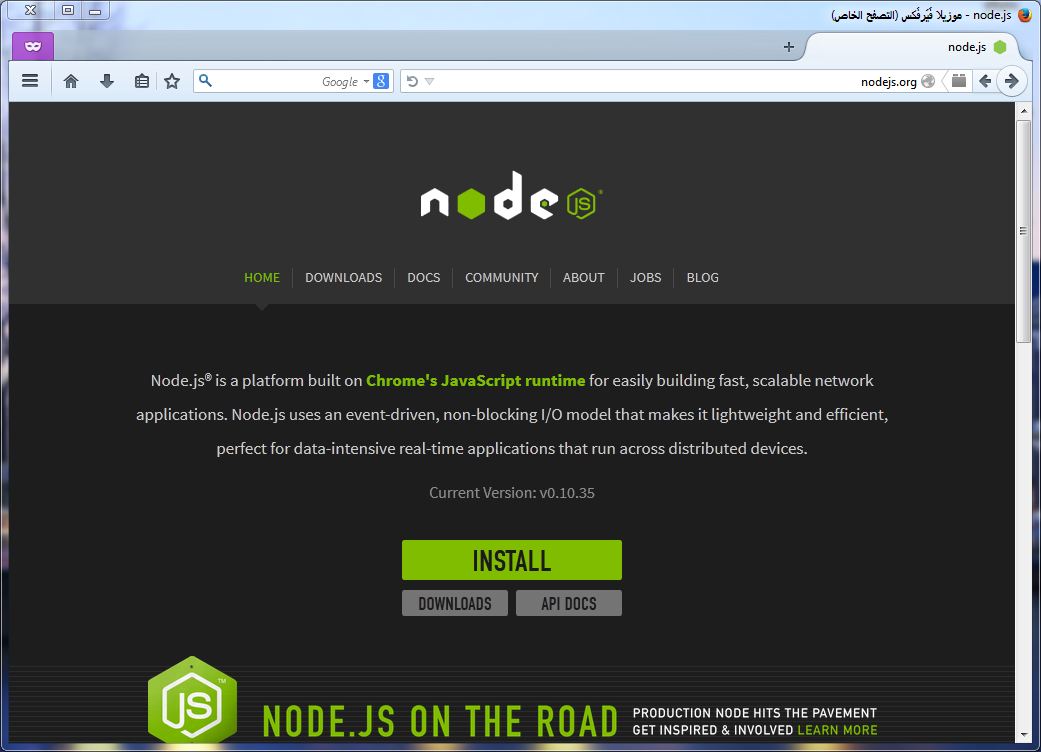 node.js - موزيلا فَيَرفُكس (التصفح الخاص)
node.js
Google
8
nodejs.org
node JS
HOME
DOWNLOADS
DOCS
COMMUNITY
ABOUT
JOBS
BLOG
Node.js® is a platform built on Chrome's JavaScript runtime for easily building fast, scalable network
applications. Node.js uses an event-driven, non-blocking I/O model that makes it lightweight and efficient,
perfect for data-intensive real-time applications that run across distributed devices.
Current Version: v0.10.35
INSTALL
DOWNLOADS
API DOCS
JS™
NODE.JS ON THE ROAD
PRODUCTION NODE HITS THE PAVEMENT
GET INSPIRED & INVOLVED LEARN MORE